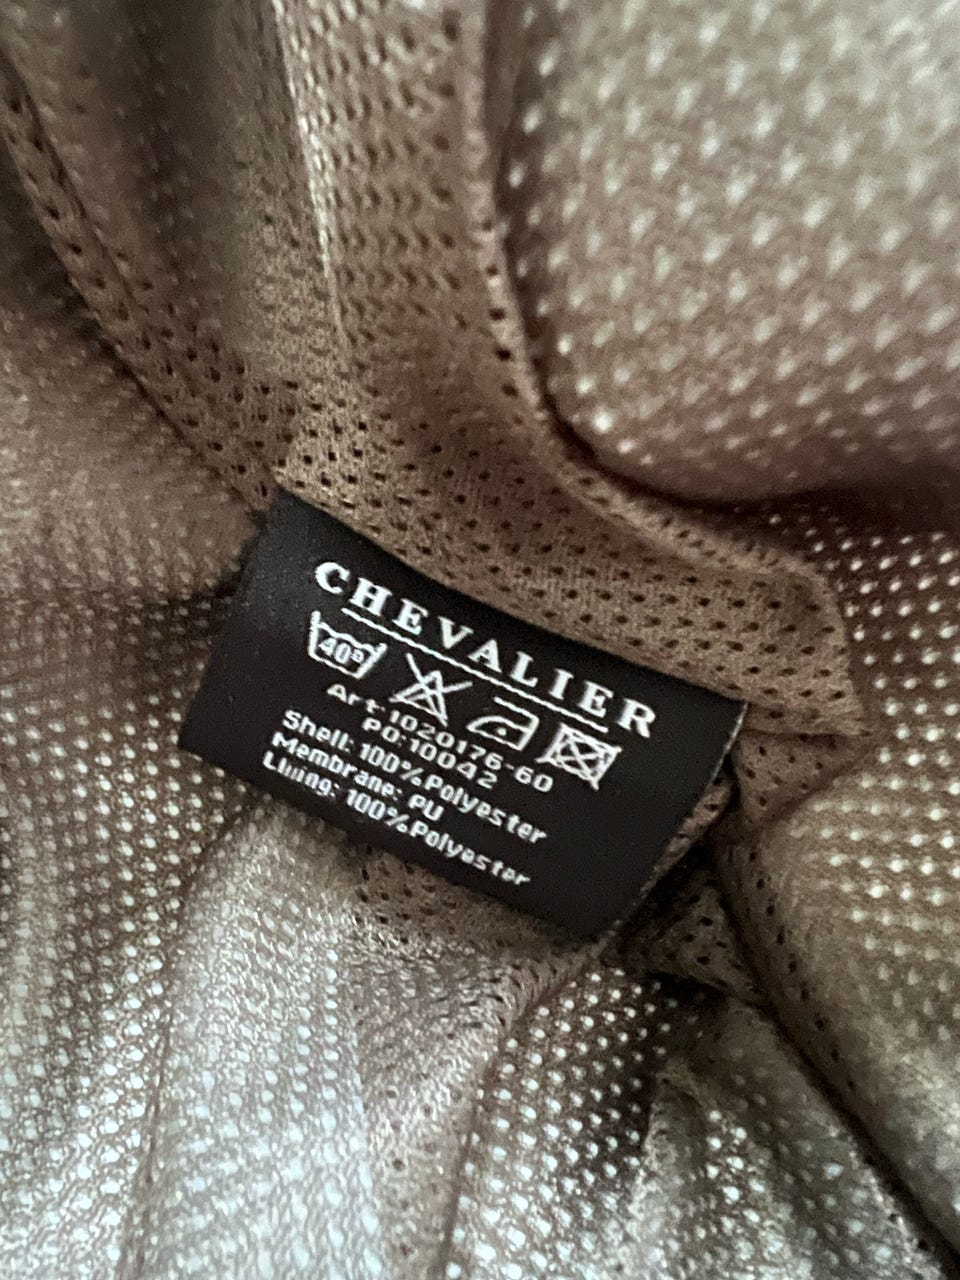 CHEVALIER
40°
Art:1020176-60
PO:10042
Shell: 100% Polyester
Membrane: PU
Lining: 100% Polyester